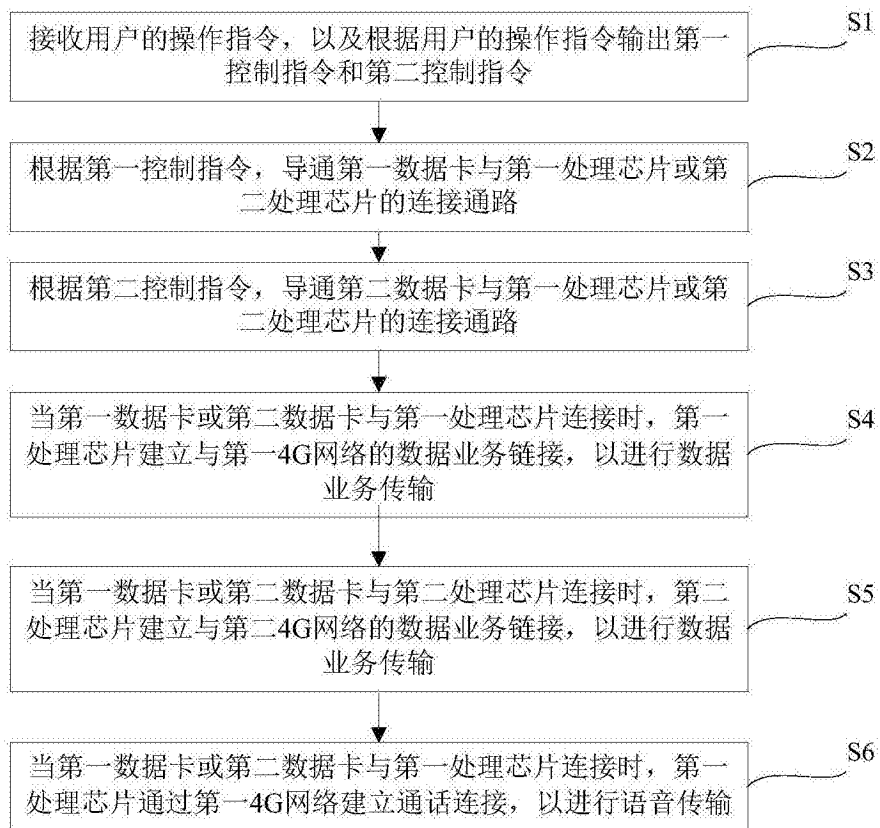 接收用户的操作指令，以及根据用户的操作指令输出第一
控制指令和第二控制指令
S1
根据第一控制指令，导通第一数据卡与第一处理芯片或第
二处理芯片的连接通路
S2
根据第二控制指令，导通第二数据卡与第一处理芯片或第
二处理芯片的连接通路
S3
当第一数据卡或第二数据卡与第一处理芯片连接时，第一
处理芯片建立与第一4G网络的数据业务链接，以进行数据
业务传输
S4
当第一数据卡或第二数据卡与第二处理芯片连接时，第二
处理芯片建立与第二4G网络的数据业务链接，以进行数据
业务传输
S5
当第一数据卡或第二数据卡与第一处理芯片连接时，第一
处理芯片通过第一4G网络建立通话连接，以进行语音传输
S6